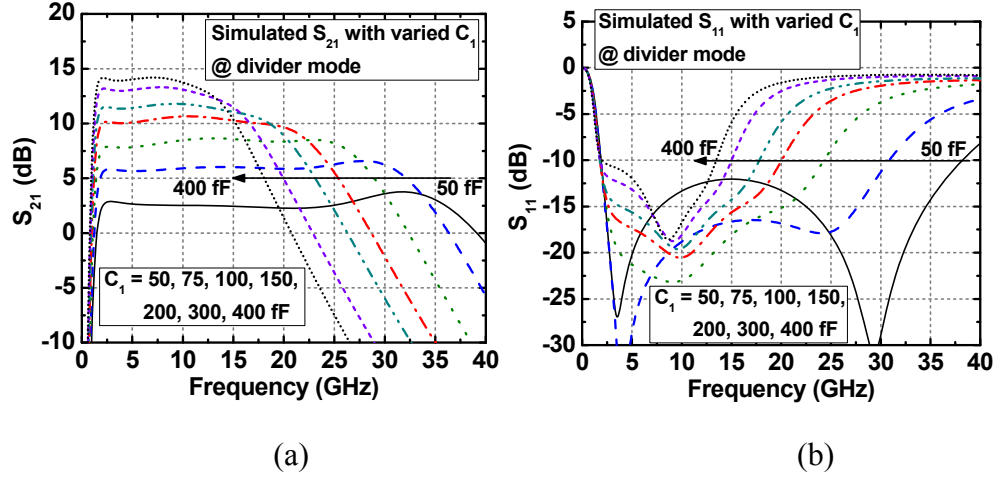 Simulated S21 with varied C1
@ divider mode
20
15
10
5
0
-5
-10
S21 (dB)
400 fF
50 fF
C1 = 50, 75, 100, 150,
200, 300, 400 fF
0 5 10 15 20 25 30 35 40
Frequency (GHz)
(a)
Simulated S11 with varied C1
@ divider mode
5
0
-5
-10
-15
-20
-25
-30
S11 (dB)
400 fF
50 fF
C1 = 50, 75, 100, 150,
200, 300, 400 fF
0 5 10 15 20 25 30 35 40
Frequency (GHz)
(b)